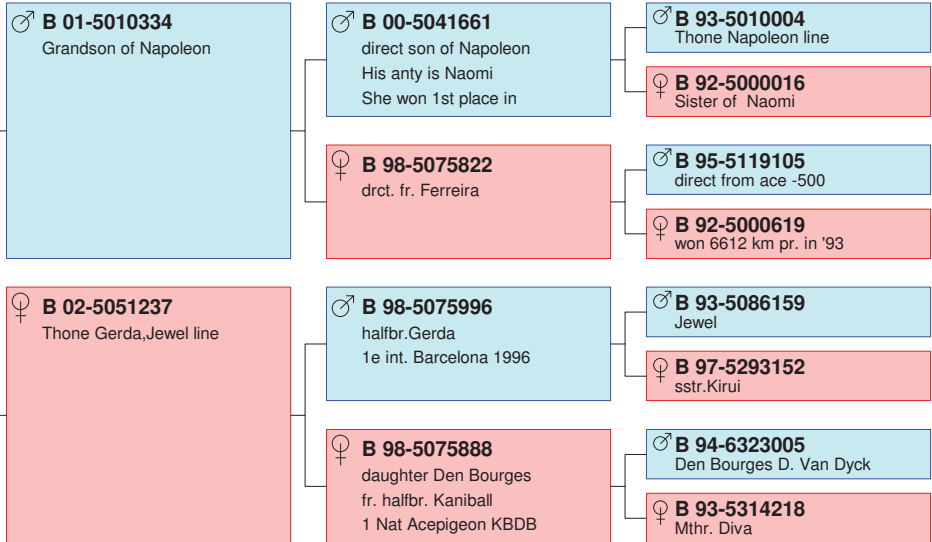 B 01-5010334
Grandson of Napoleon
B 02-5051237
Thone Gerda,Jewel line
B 00-5041661
direct son of Napoleon
His anty is Naomi
She won 1st place in
B 98-5075822
drct. fr. Ferreira
B 98-5075996
halfbr.Gerda
1e int. Barcelona 1996
B 98-5075888
daughter Den Bourges
fr. halfbr. Kaniball
1 Nat Acepigeon KBDB
B 93-5010004
Thone Napoleon line
B 92-5000016
Sister of Naomi
B 95-5119105
direct from ace -500
B 92-5000619
won 6612 km pr. in '93
B 93-5086159
Jewel
B 97-5293152
sstr.Kirui
B 94-6323005
Den Bourges D. Van Dyck
B 93-5314218
Mthr. Diva